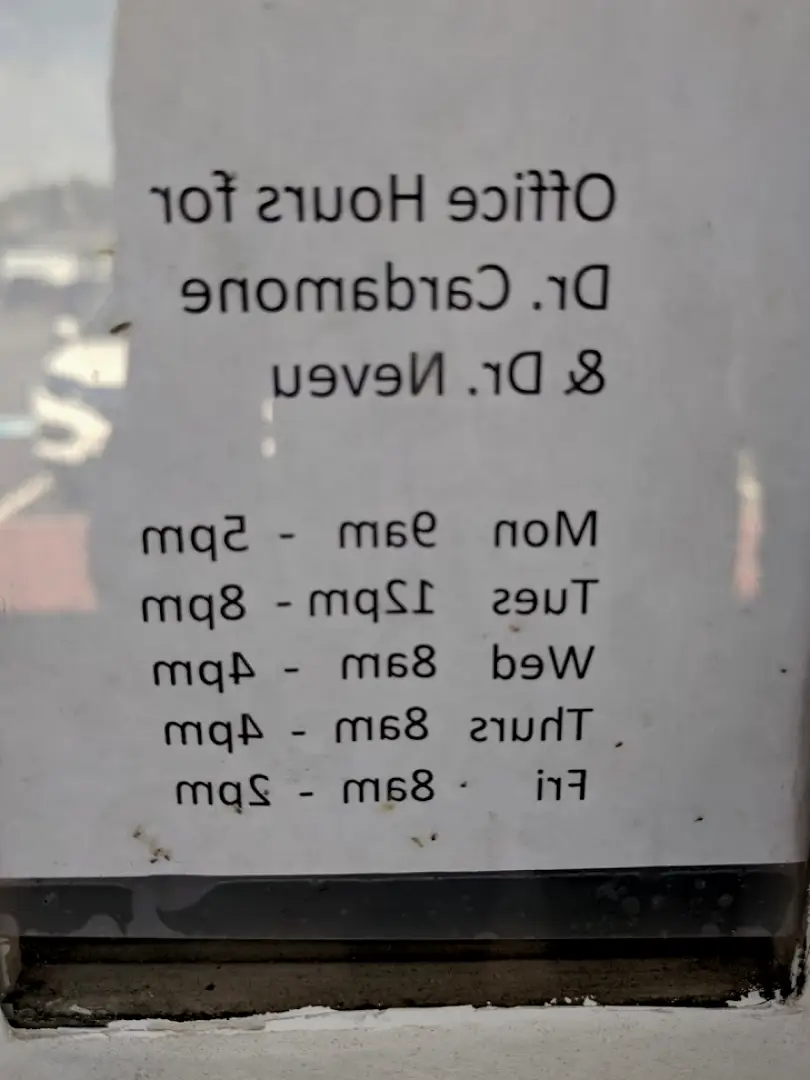 Office Hours for
Dr. Cardamone
& Dr. Neveu
Mon 9am - 5pm
Tues 12pm - 8pm
Wed 8am - 4pm
Thurs 8am - 4pm
Fri 8am - 2pm